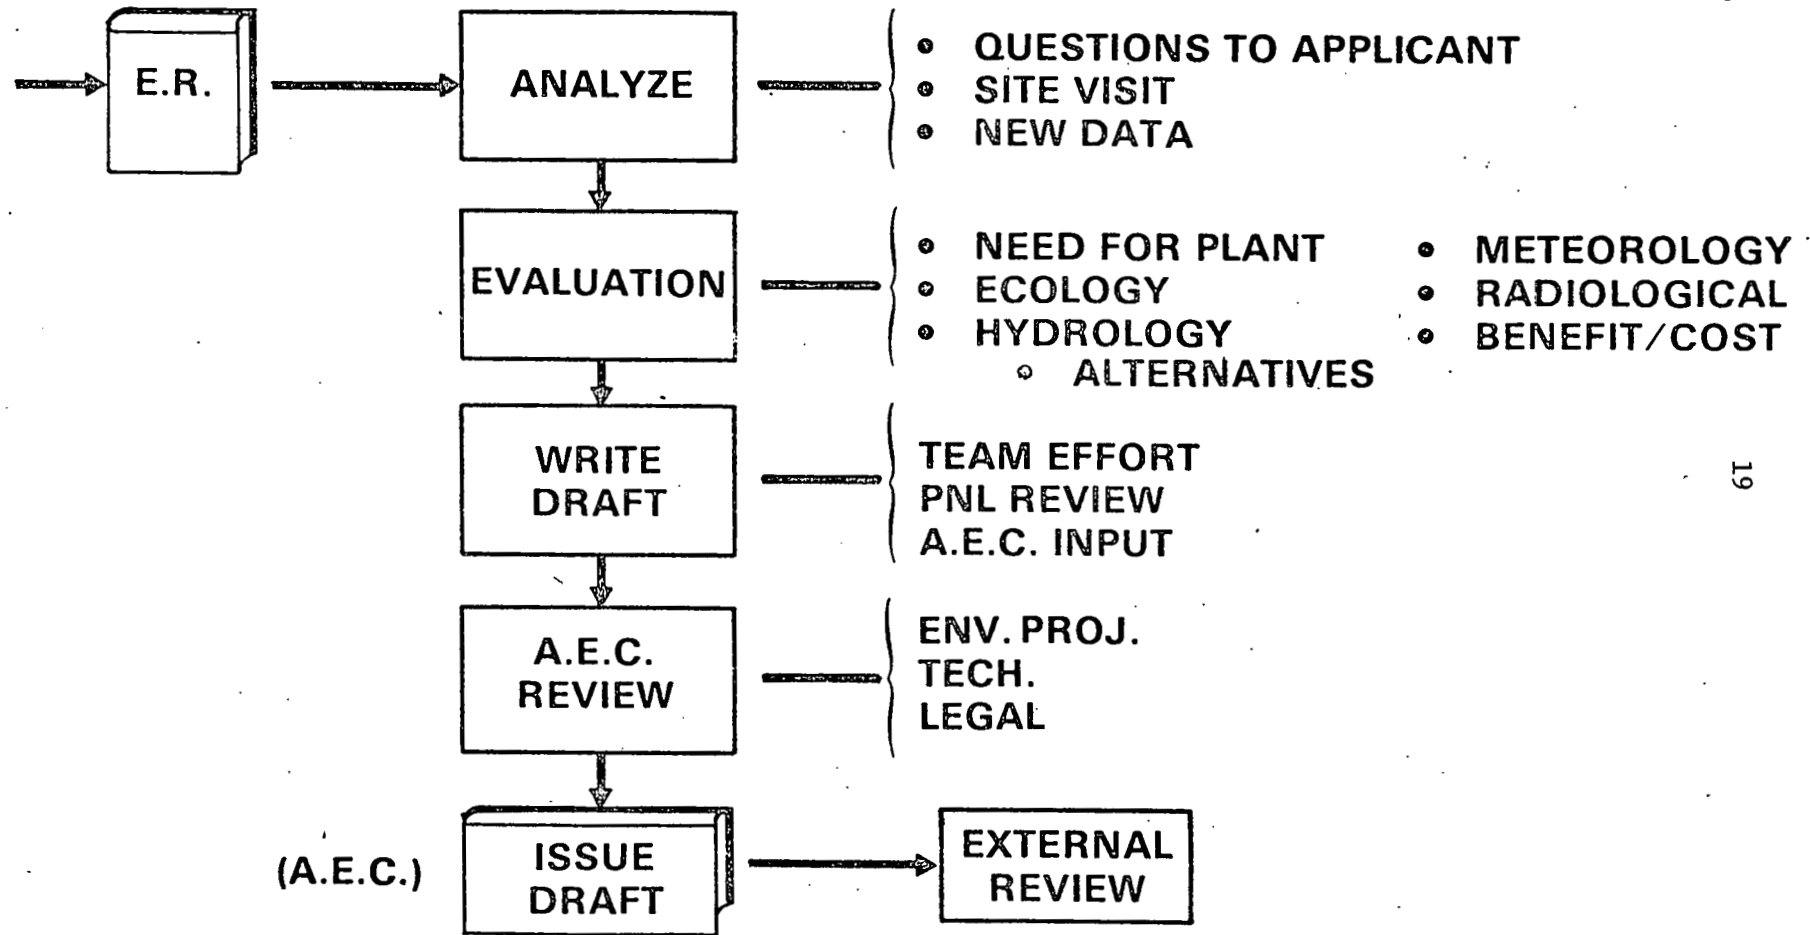 E.R.
ANALYZE
• QUESTIONS TO APPLICANT
• SITE VISIT
• NEW DATA
EVALUATION
• NEED FOR PLANT
• ECOLOGY
• HYDROLOGY
• METEOROLOGY
• RADIOLOGICAL
• BENEFIT/COST
• ALTERNATIVES
WRITE
DRAFT
TEAM EFFORT
PNL REVIEW
A.E.C. INPUT
19
A.E.C.
REVIEW
ENV. PROJ.
TECH.
LEGAL
(A.E.C.)
ISSUE
DRAFT
EXTERNAL
REVIEW